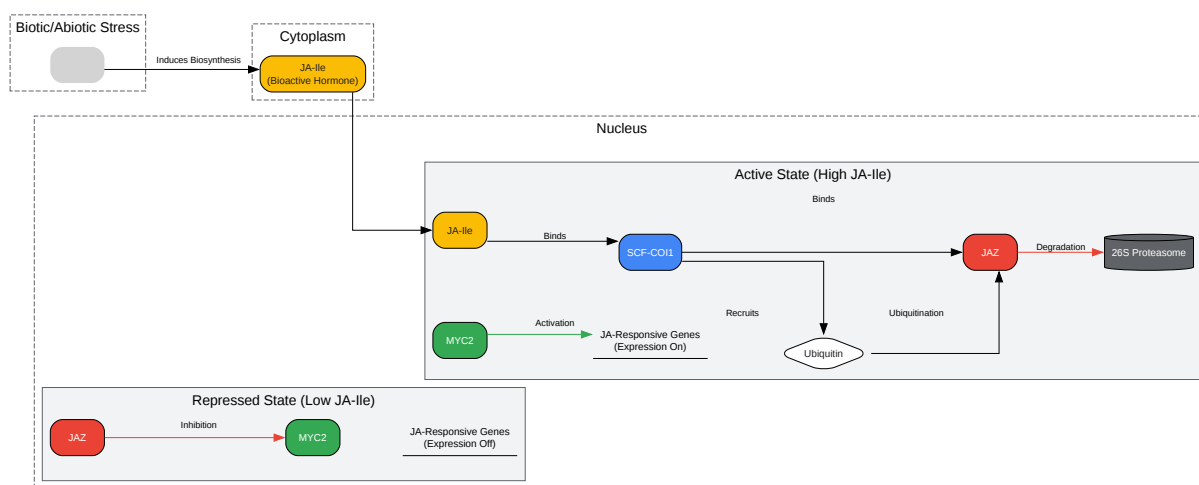 Biotic/Abiotic Stress
Induces Biosynthesis
Cytoplasm
JA-Ile
(Bioactive Hormone)
Nucleus
Active State (High JA-Ile)
Binds
JA-Ile
Binds
SCF-COI1
JAZ
Degradation
26S Proteasome
MYC2
Activation
JA-Responsive Genes
(Expression On)
Recruits
Ubiquitination
Ubiquitin
Repressed State (Low JA-Ile)
JAZ
Inhibition
MYC2
JA-Responsive Genes
(Expression Off)